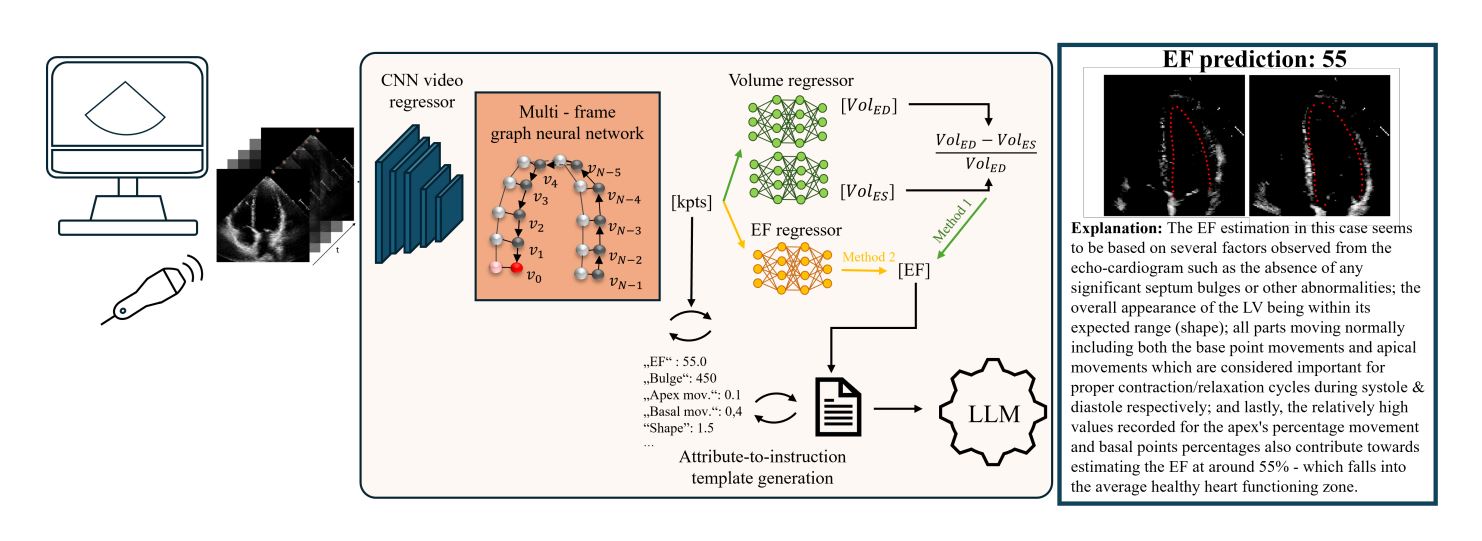 CNN video
regressor
Multi - frame
graph neural network
v_{N-5}
v_4
v_{N-4}
v_3
v_2
v_{N-3}
v_1
v_{N-2}
v_0
v_{N-1}
t
[kpts]
Volume regressor
[Vol_{ED}]
Vol_{ED} − Vol_{ES}
Vol_{ED}
[Vol_{ES}]
Method 1
EF regressor
Method 2
[EF]
„EF“ : 55.0
„Bulge“: 450
„Apex mov.“: 0.1
„Basal mov.“: 0,4
“Shape”: 1.5
...
Attribute-to-instruction
template generation
LLM
EF prediction: 55
Explanation: The EF estimation in this case seems
to be based on several factors observed from the
echo-cardiogram such as the absence of any
significant septum bulges or other abnormalities; the
overall appearance of the LV being within its
expected range (shape); all parts moving normally
including both the base point movements and apical
movements which are considered important for
proper contraction/relaxation cycles during systole &
diastole respectively; and lastly, the relatively high
values recorded for the apex's percentage movement
and basal points percentages also contribute towards
estimating the EF at around 55% - which falls into
the average healthy heart functioning zone.